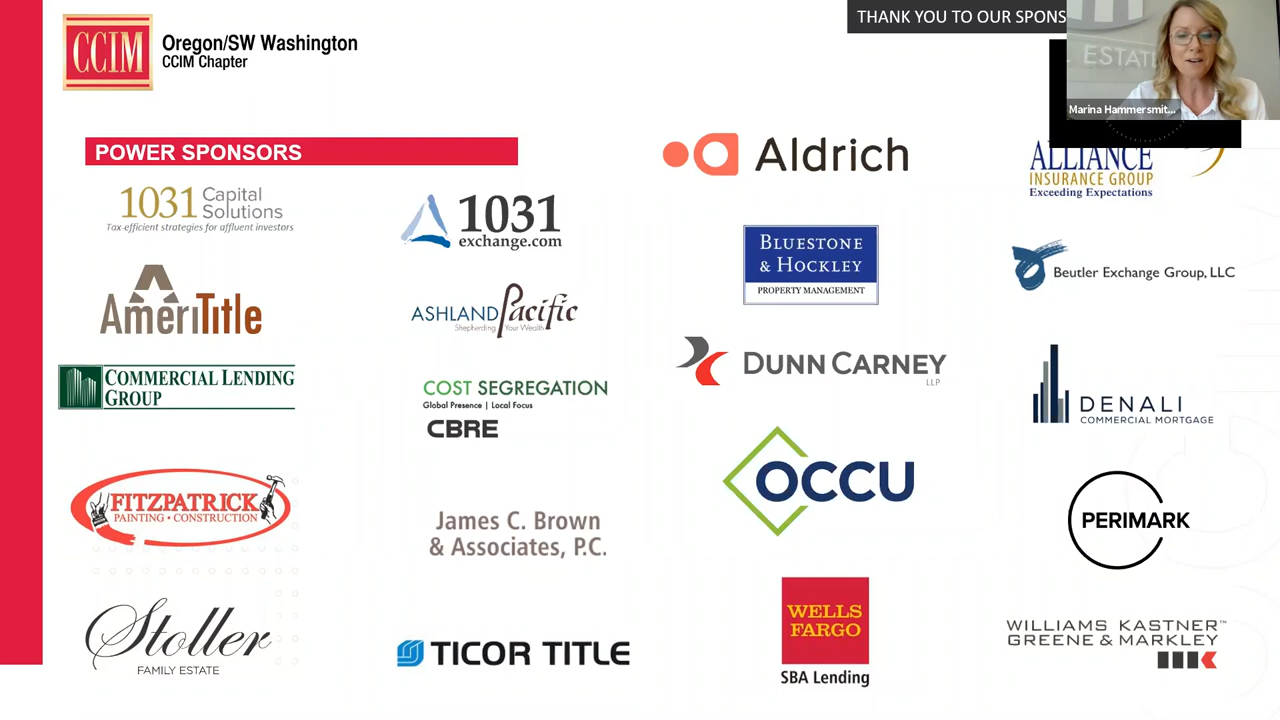 CCIM
Oregon/SW Washington
CCIM Chapter
THANK YOU TO OUR SPONS
ESTAT
Marina Hammersmit...
POWER SPONSORS
1031 Capital
Solutions
Tax-efficient strategies for affluent investors
1031
exchange.com
Aldrich
ALLIANCE
INSURANCE GROUP
Exceeding Expectations
AmeriTitle
ASHLAND Pacific
Shepherding Your Wealth
BLUESTONE
& HOCKLEY
PROPERTY MANAGEMENT
Beutler Exchange Group, LLC
COMMERCIAL LENDING
GROUP
COST SEGREGATION
Global Presence | Local Focus
CBRE
DUNN CARNEY
LLP
DENALI
COMMERCIAL MORTGAGE
FITZPATRICK
PAINTING • CONSTRUCTION
James C. Brown
& Associates, P.C.
OCCU
PERIMARK
Stoller
FAMILY ESTATE
TICOR TITLE
WELLS
FARGO
SBA Lending
WILLIAMS KASTNER™
GREENE & MARKLEY